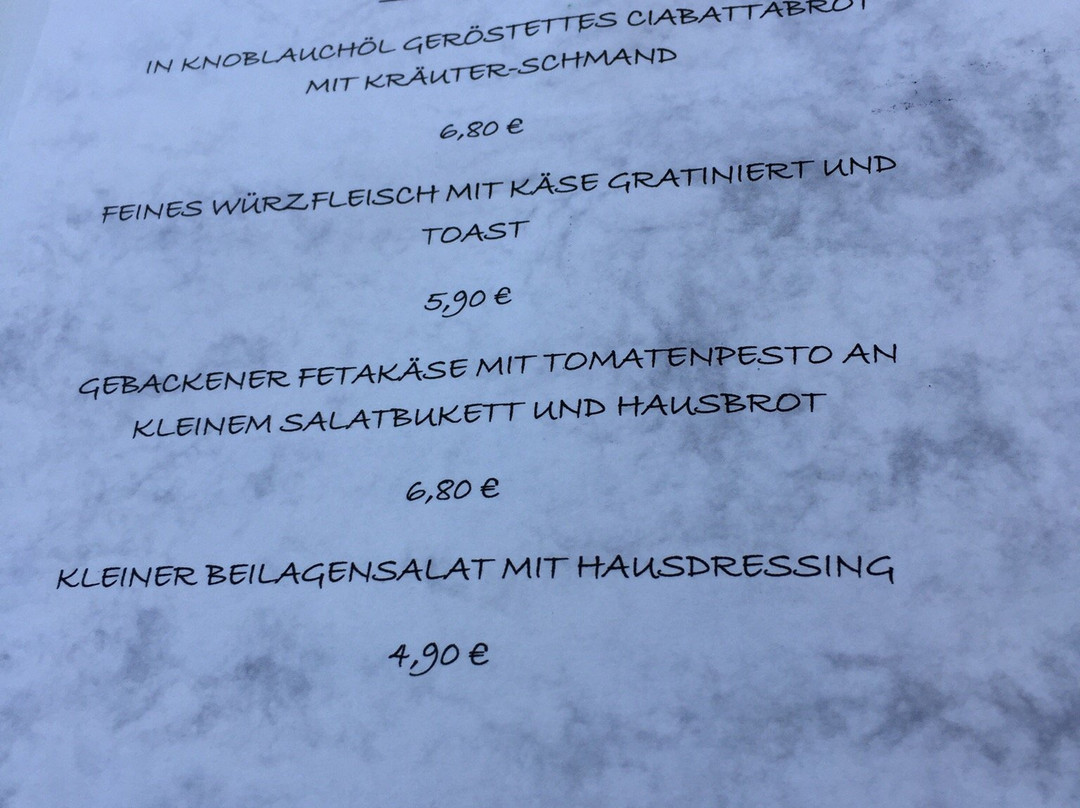 IN KNOBLAUCHÖL GERÖSTETTES CIABATTABROT
MIT KRÄUTER-SCHMAND
6,80 €
FEINES WÜRZFLEISCH MIT KÄSE GRATINIERT UND
TOAST
5,90 €
GEBACKENER FETAKÄSE MIT TOMATENPESTO AN
KLEINEM SALATBUKETT UND HAUSBROT
6,80 €
KLEINER BEILAGENSALAT MIT HAUSDRESSING
4,90 €